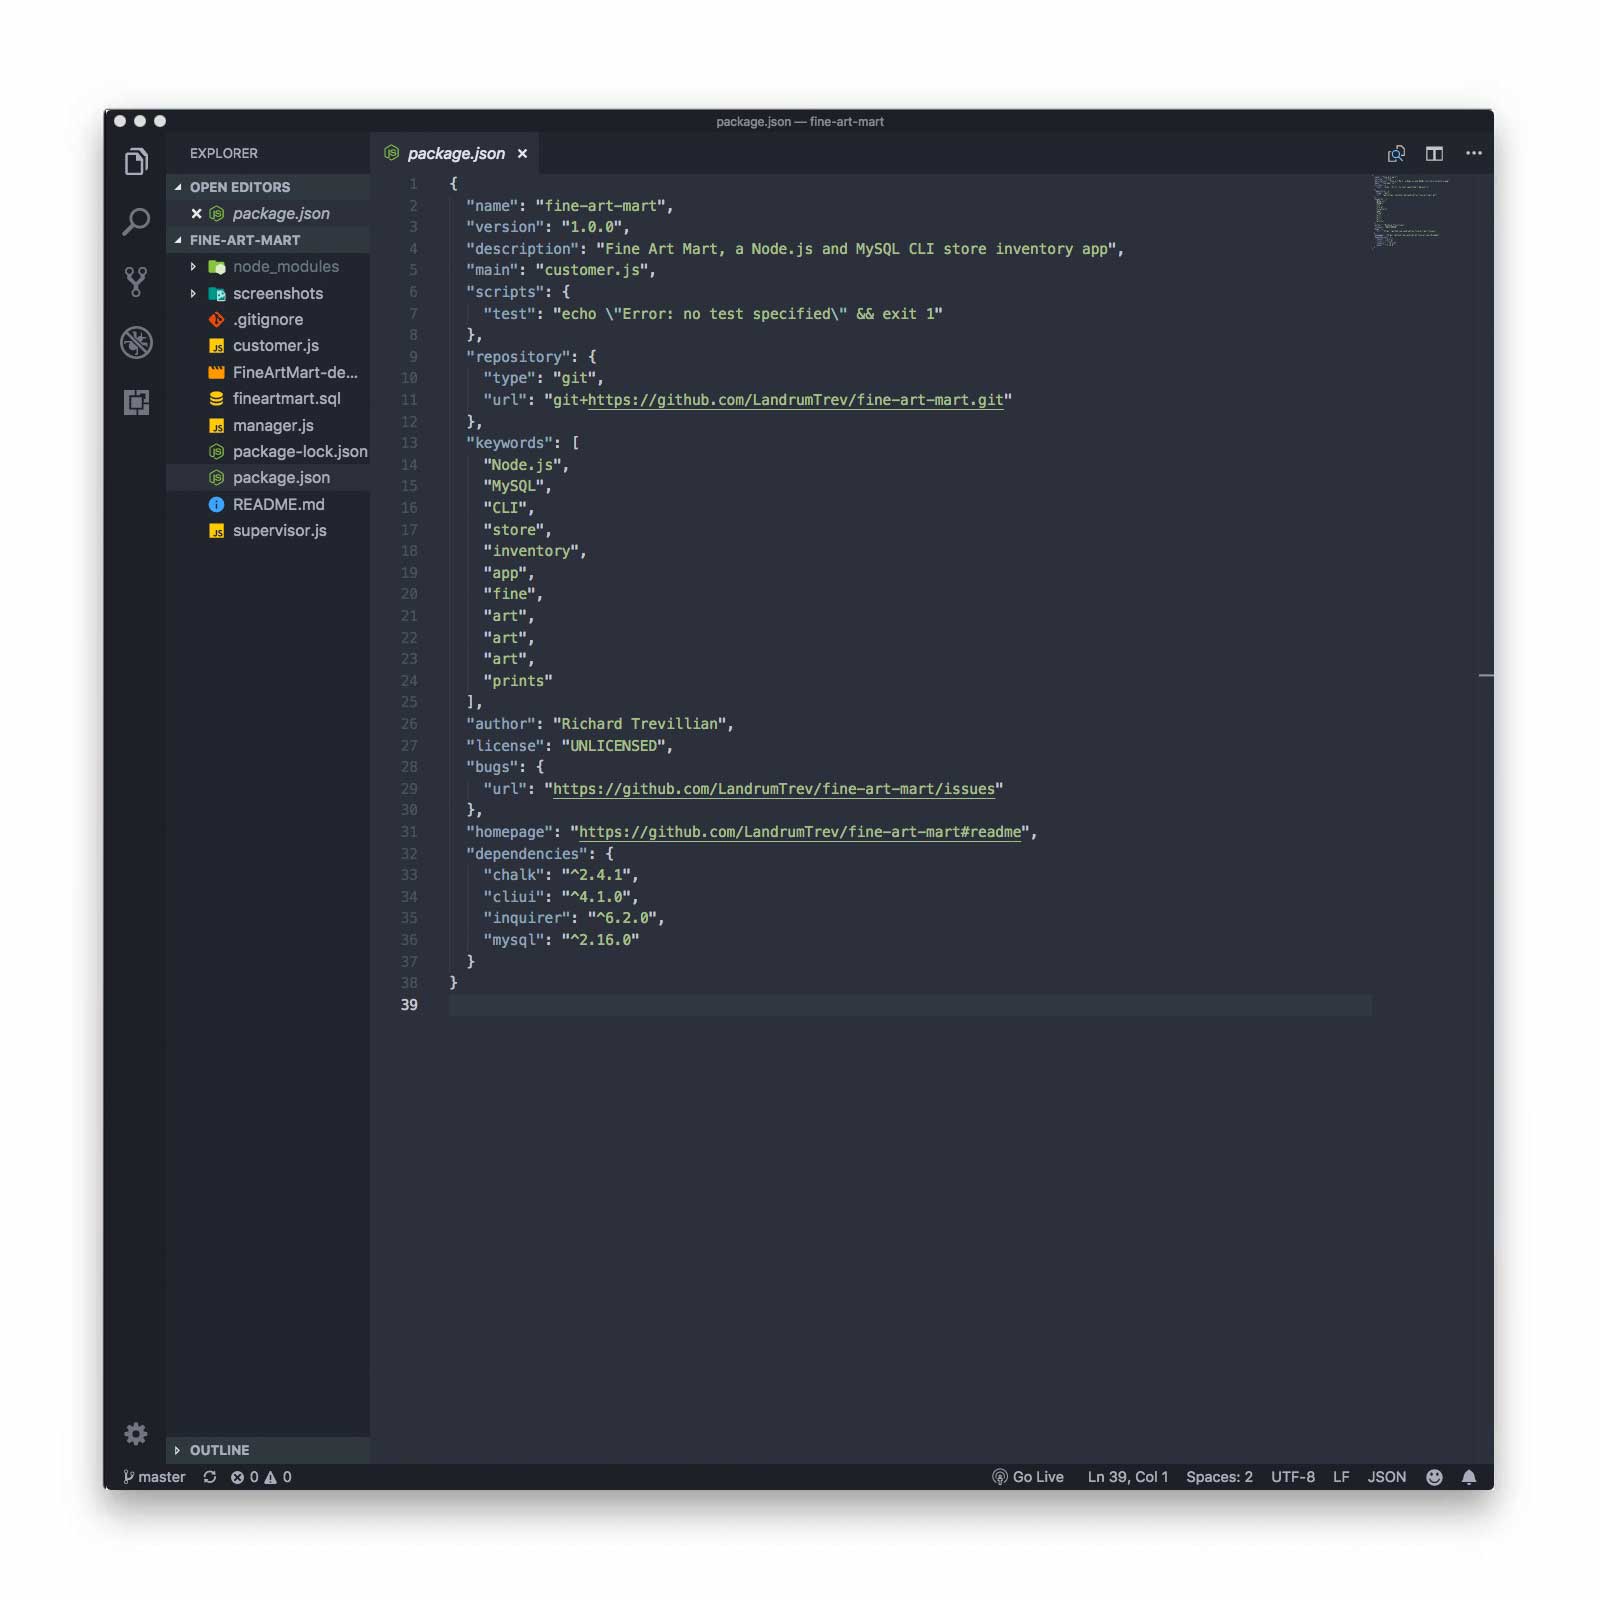 package.json — fine-art-mart
EXPLORER
OPEN EDITORS
package.json
FINE-ART-MART
node_modules
screenshots
.gitignore
customer.js
FineArtMart-de...
fineartmart.sql
manager.js
package-lock.json
package.json
README.md
supervisor.js
OUTLINE
package.json
1 {
2 "name": "fine-art-mart",
3 "version": "1.0.0",
4 "description": "Fine Art Mart, a Node.js and MySQL CLI store inventory app",
5 "main": "customer.js",
6 "scripts": {
7 "test": "echo \"Error: no test specified\" && exit 1"
8 },
9 "repository": {
10 "type": "git",
11 "url": "git+https://github.com/LandrumTrev/fine-art-mart.git"
12 },
13 "keywords": [
14 "Node.js",
15 "MySQL",
16 "CLI",
17 "store",
18 "inventory",
19 "app",
20 "fine",
21 "art",
22 "art",
23 "art",
24 "prints"
25 ],
26 "author": "Richard Trevillian",
27 "license": "UNLICENSED",
28 "bugs": {
29 "url": "https://github.com/LandrumTrev/fine-art-mart/issues"
30 },
31 "homepage": "https://github.com/LandrumTrev/fine-art-mart#readme",
32 "dependencies": {
33 "chalk": "^2.4.1",
34 "cliui": "^4.1.0",
35 "inquirer": "^6.2.0",
36 "mysql": "^2.16.0"
37 }
38 }
39
master 0 0 Go Live Ln 39, Col 1 Spaces: 2 UTF-8 LF JSON